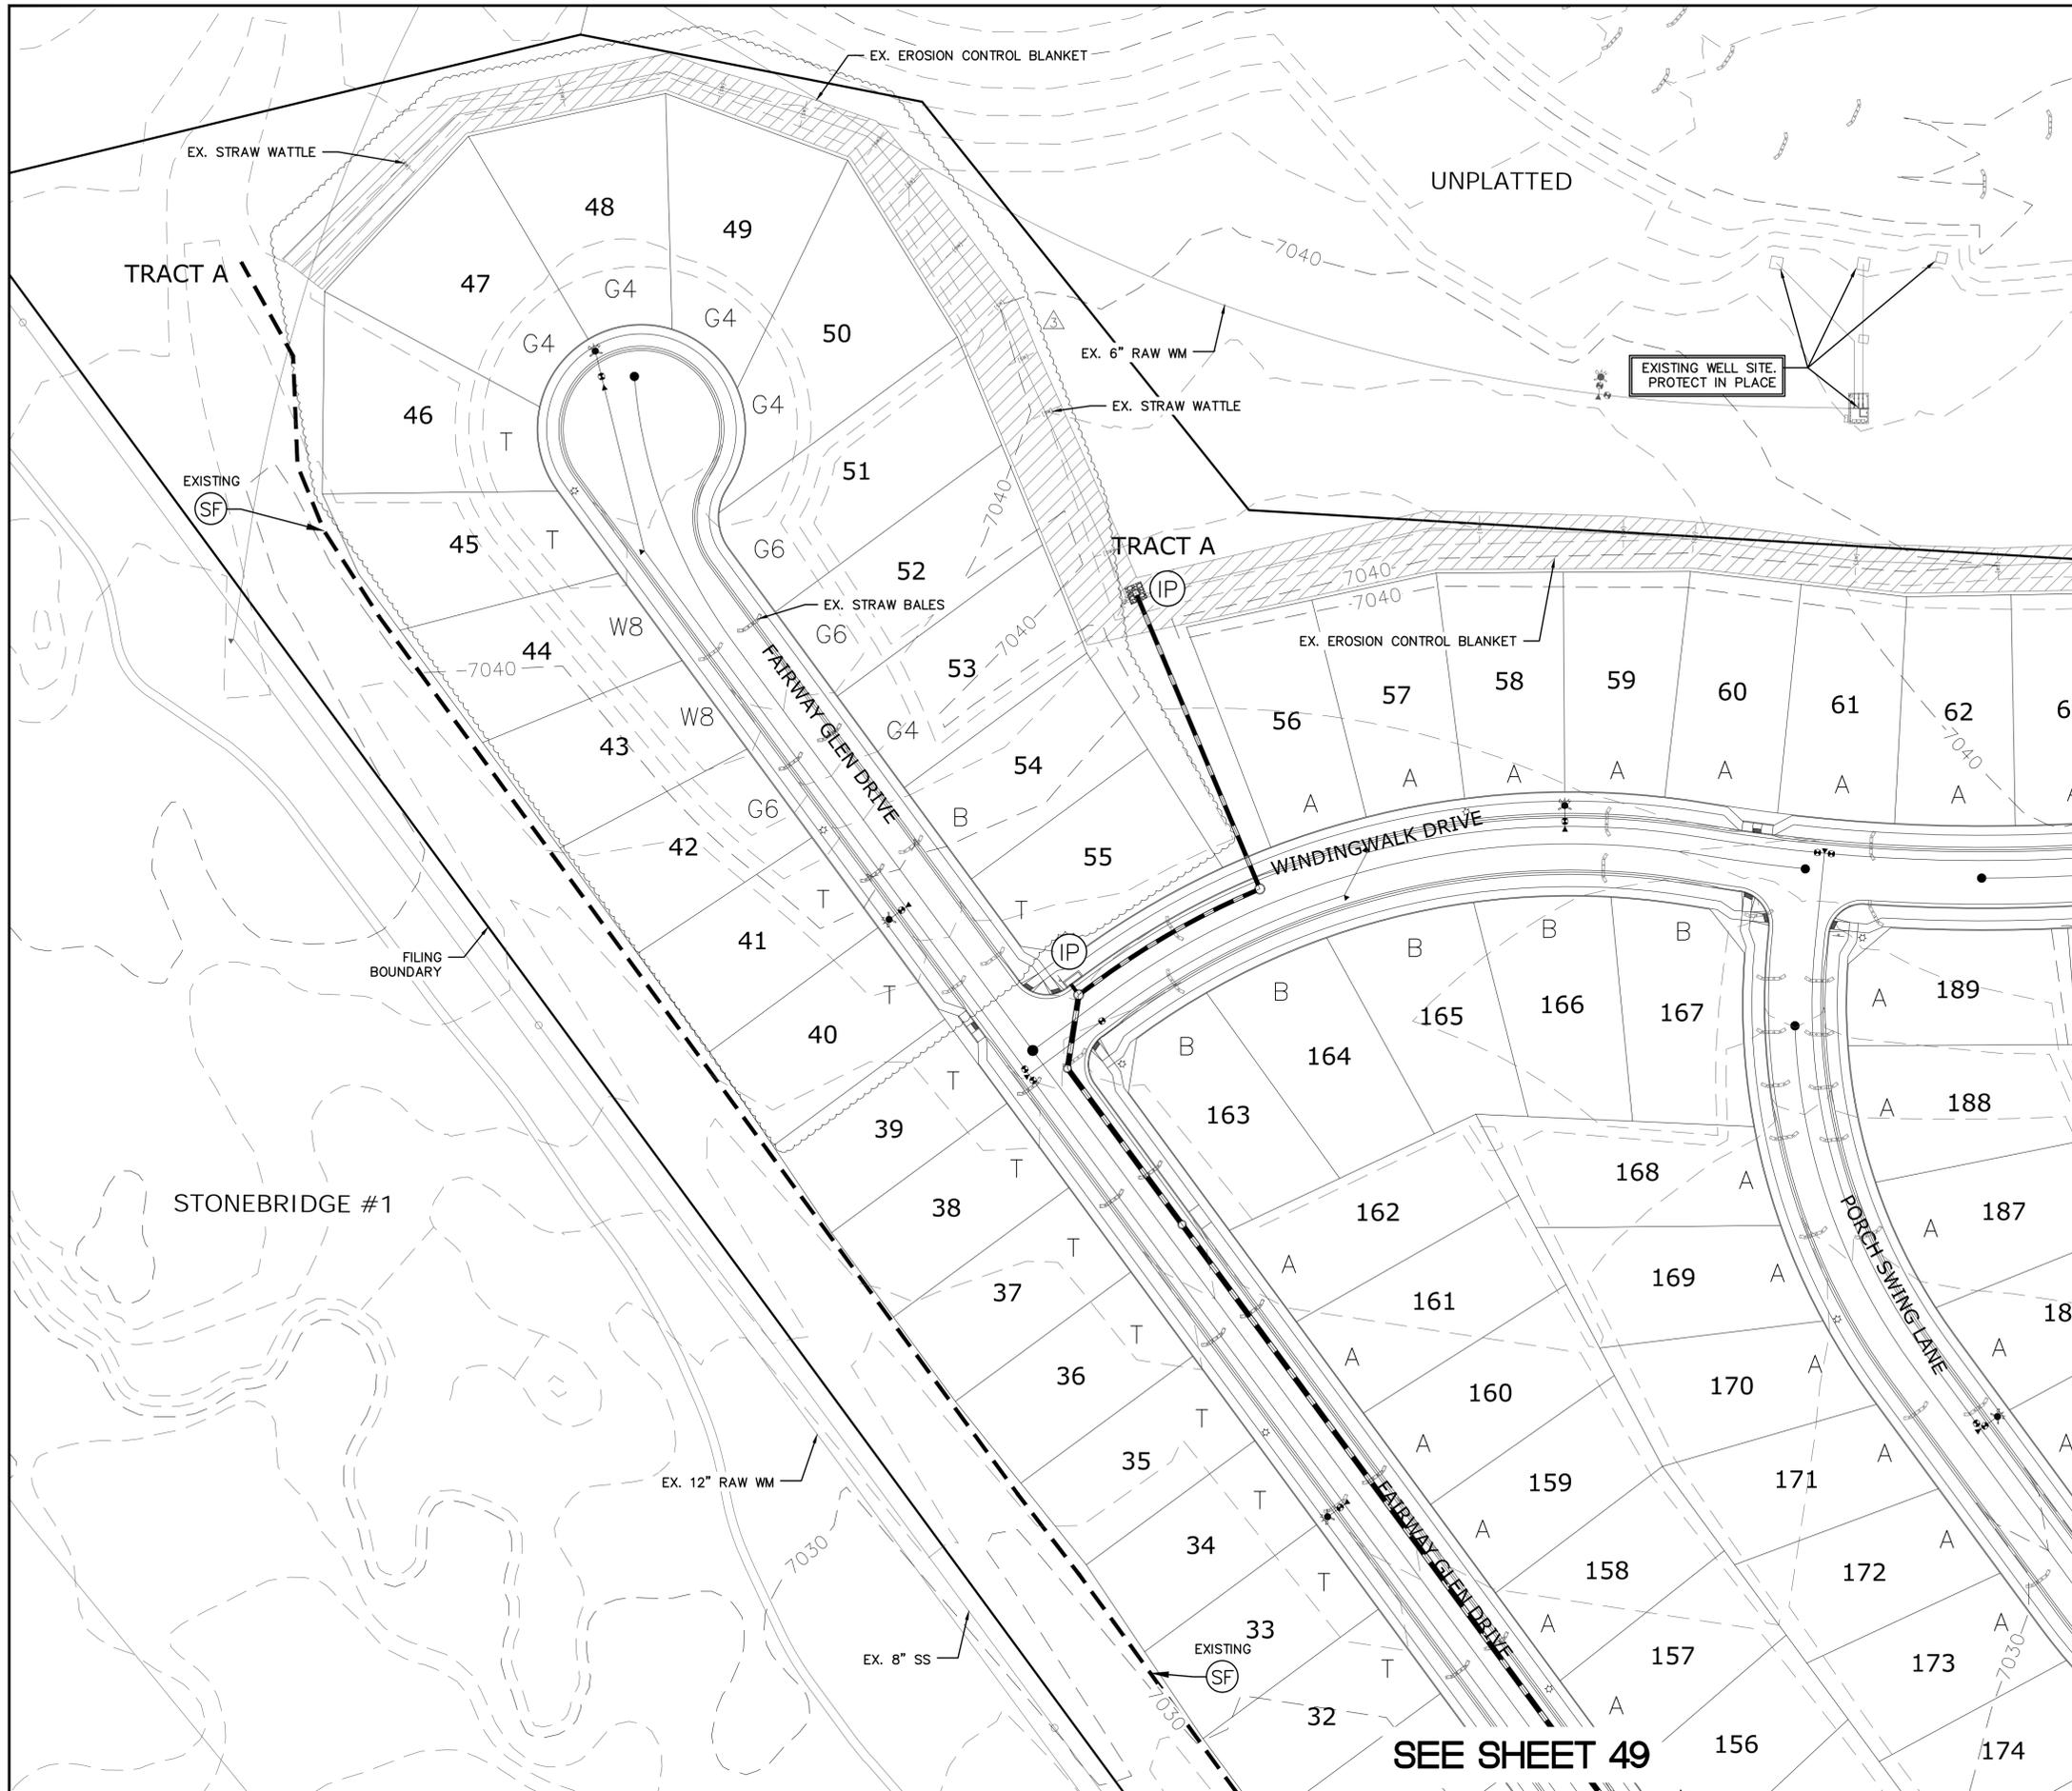 EX. EROSION CONTROL BLANKET
EX. STRAW WATTLE
UNPLATTED
48
49
TRACT A
47
G4
7040
G4
50
G4
3
EX. 6" RAW WM
EXISTING WELL SITE.
PROTECT IN PLACE
46
G4
EX. STRAW WATTLE
T
51
EXISTING
SF
7040
45
T
G6
TRACT A
52
7040
IP
7040
EX. STRAW BALES
W8
G6
7040
EX. EROSION CONTROL BLANKET
44
7040
53
57
58
59
60
61
62
6
W8
56
FAIRWAY GLEN DRIVE
G4
7040
43
54
A
A
A
A
A
A
A
G6
B
42
55
WINDINGWALK DRIVE
T
T
41
B
B
B
IP
FILING
BOUNDARY
T
B
165
166
167
A
189
40
B
164
T
163
A
188
39
T
168
A
STONEBRIDGE #1
38
162
A
187
T
A
PORCH SWING LANE
37
161
169
A
18
T
A
A
36
160
170
A
T
A
A
35
159
171
A
EX. 12" RAW WM
T
A
7030
34
FAIRWAY GLEN DRIVE
158
172
A
T
A
33
EXISTING
SF
A
157
173
7030
EX. 8" SS
T
7030
32
A
156
174
SEE SHEET 49